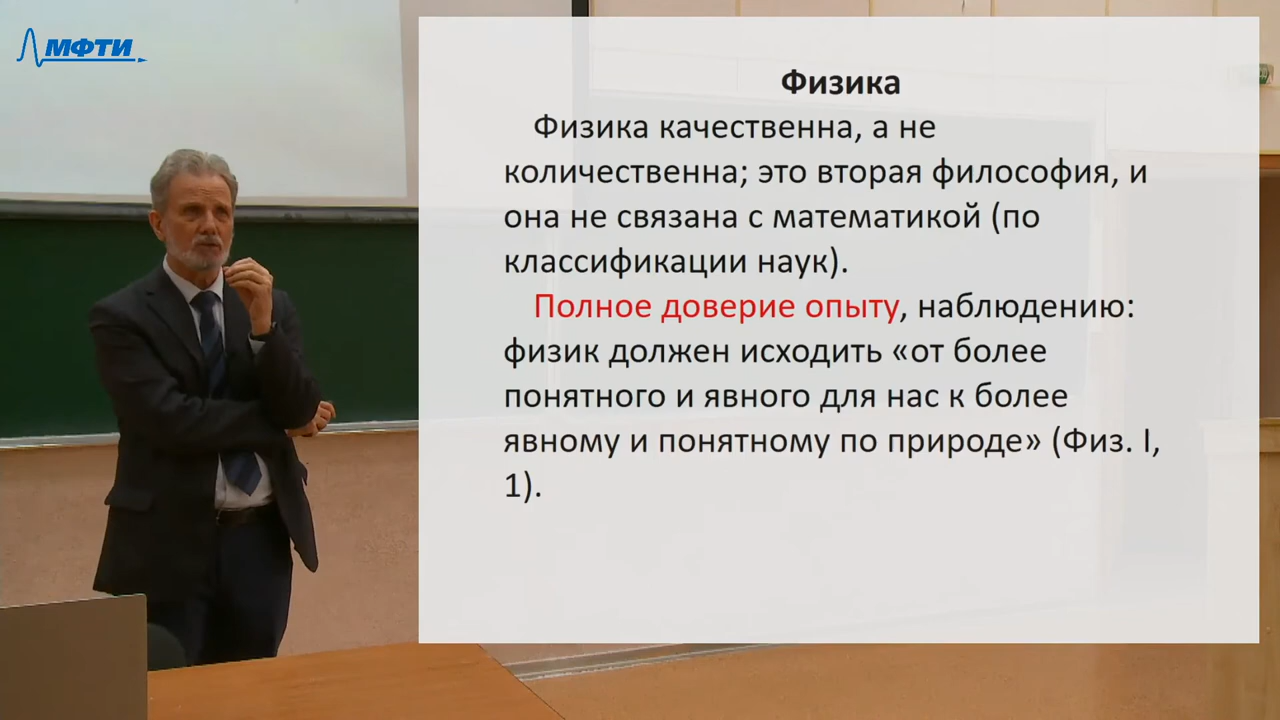 МФТИ
Физика
Физика качественна, а не
количественна; это вторая философия, и
она не связана с математикой (по
классификации наук).
Полное доверие опыту, наблюдению:
физик должен исходить «от более
понятного и явного для нас к более
явному и понятному по природе» (Физ. I,
1).